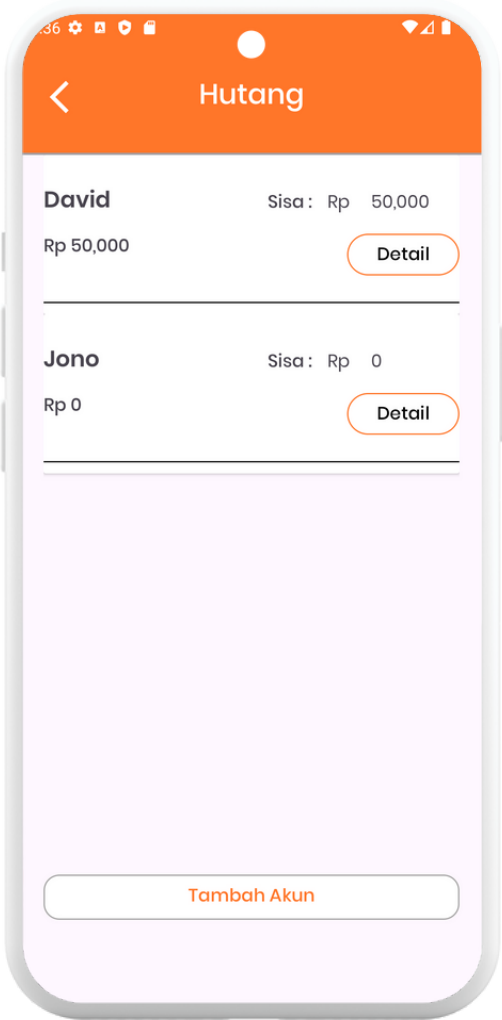 :36
Hutang
David Sisa : Rp 50,000
Rp 50,000
Detail
Jono Sisa : Rp 0
Rp 0
Detail
Tambah Akun